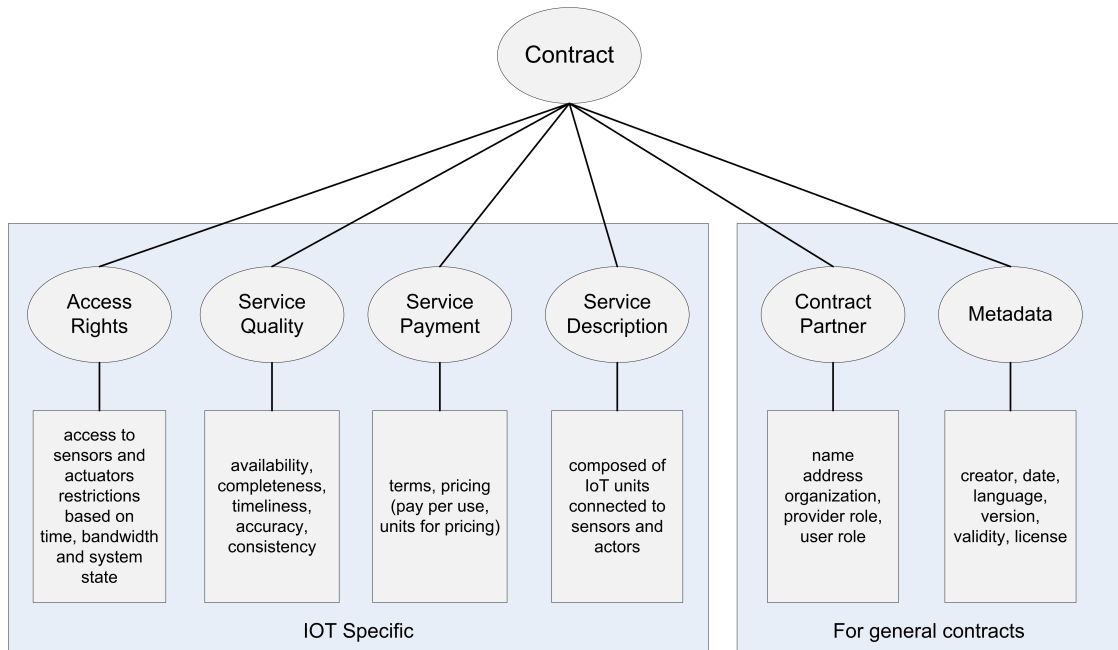 Contract
Access
Rights
Service
Quality
Service
Payment
Service
Description
Contract
Partner
Metadata
access to
sensors and
actuators
restrictions
based on
time, bandwidth
and system
state
availability,
completeness,
timeliness,
accuracy,
consistency
terms, pricing
(pay per use,
units for pricing)
composed of
IoT units
connected to
sensors and
actors
name
address
organization,
provider role,
user role
creator, date,
language,
version,
validity, license
IOT Specific
For general contracts